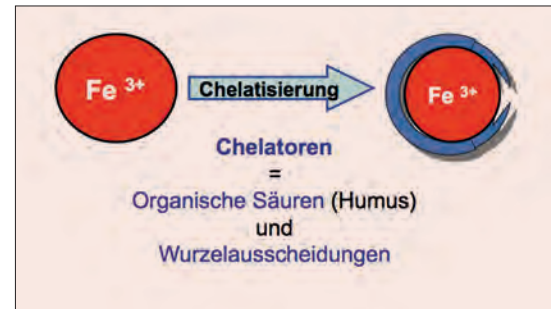 Fe 3+
Chelatisierung
Fe 3+
Chelatoren
=
Organische Säuren (Humus)
und
Wurzelausscheidungen